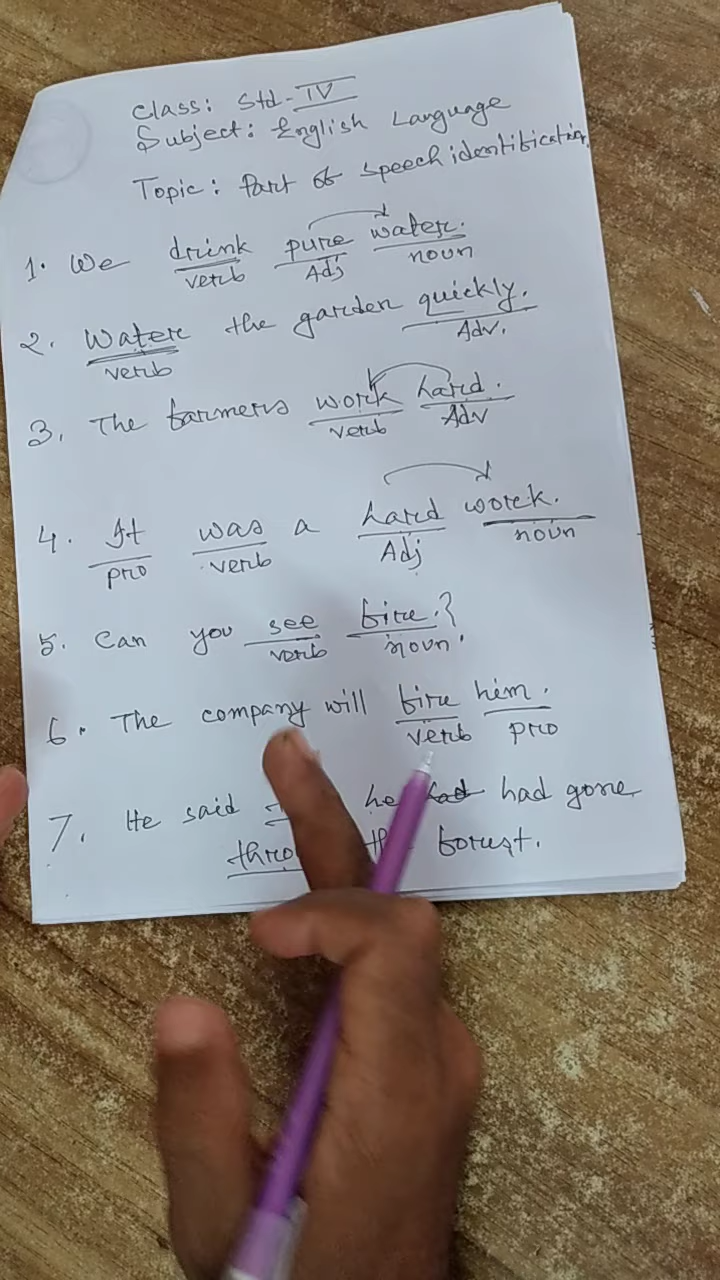 Class: Std - IV
Subject: English Language
Topic: Part of speech identification
1. We drink pure water.
verb Adj noun
2. Water the garden quickly.
verb Adv.
3. The farmers work hard.
verb Adv
4. It was a hard work.
pro verb Adj noun
5. Can you see fire?
verb noun.
6. The company will fire him.
verb pro
7. He said he had had gone
forest.